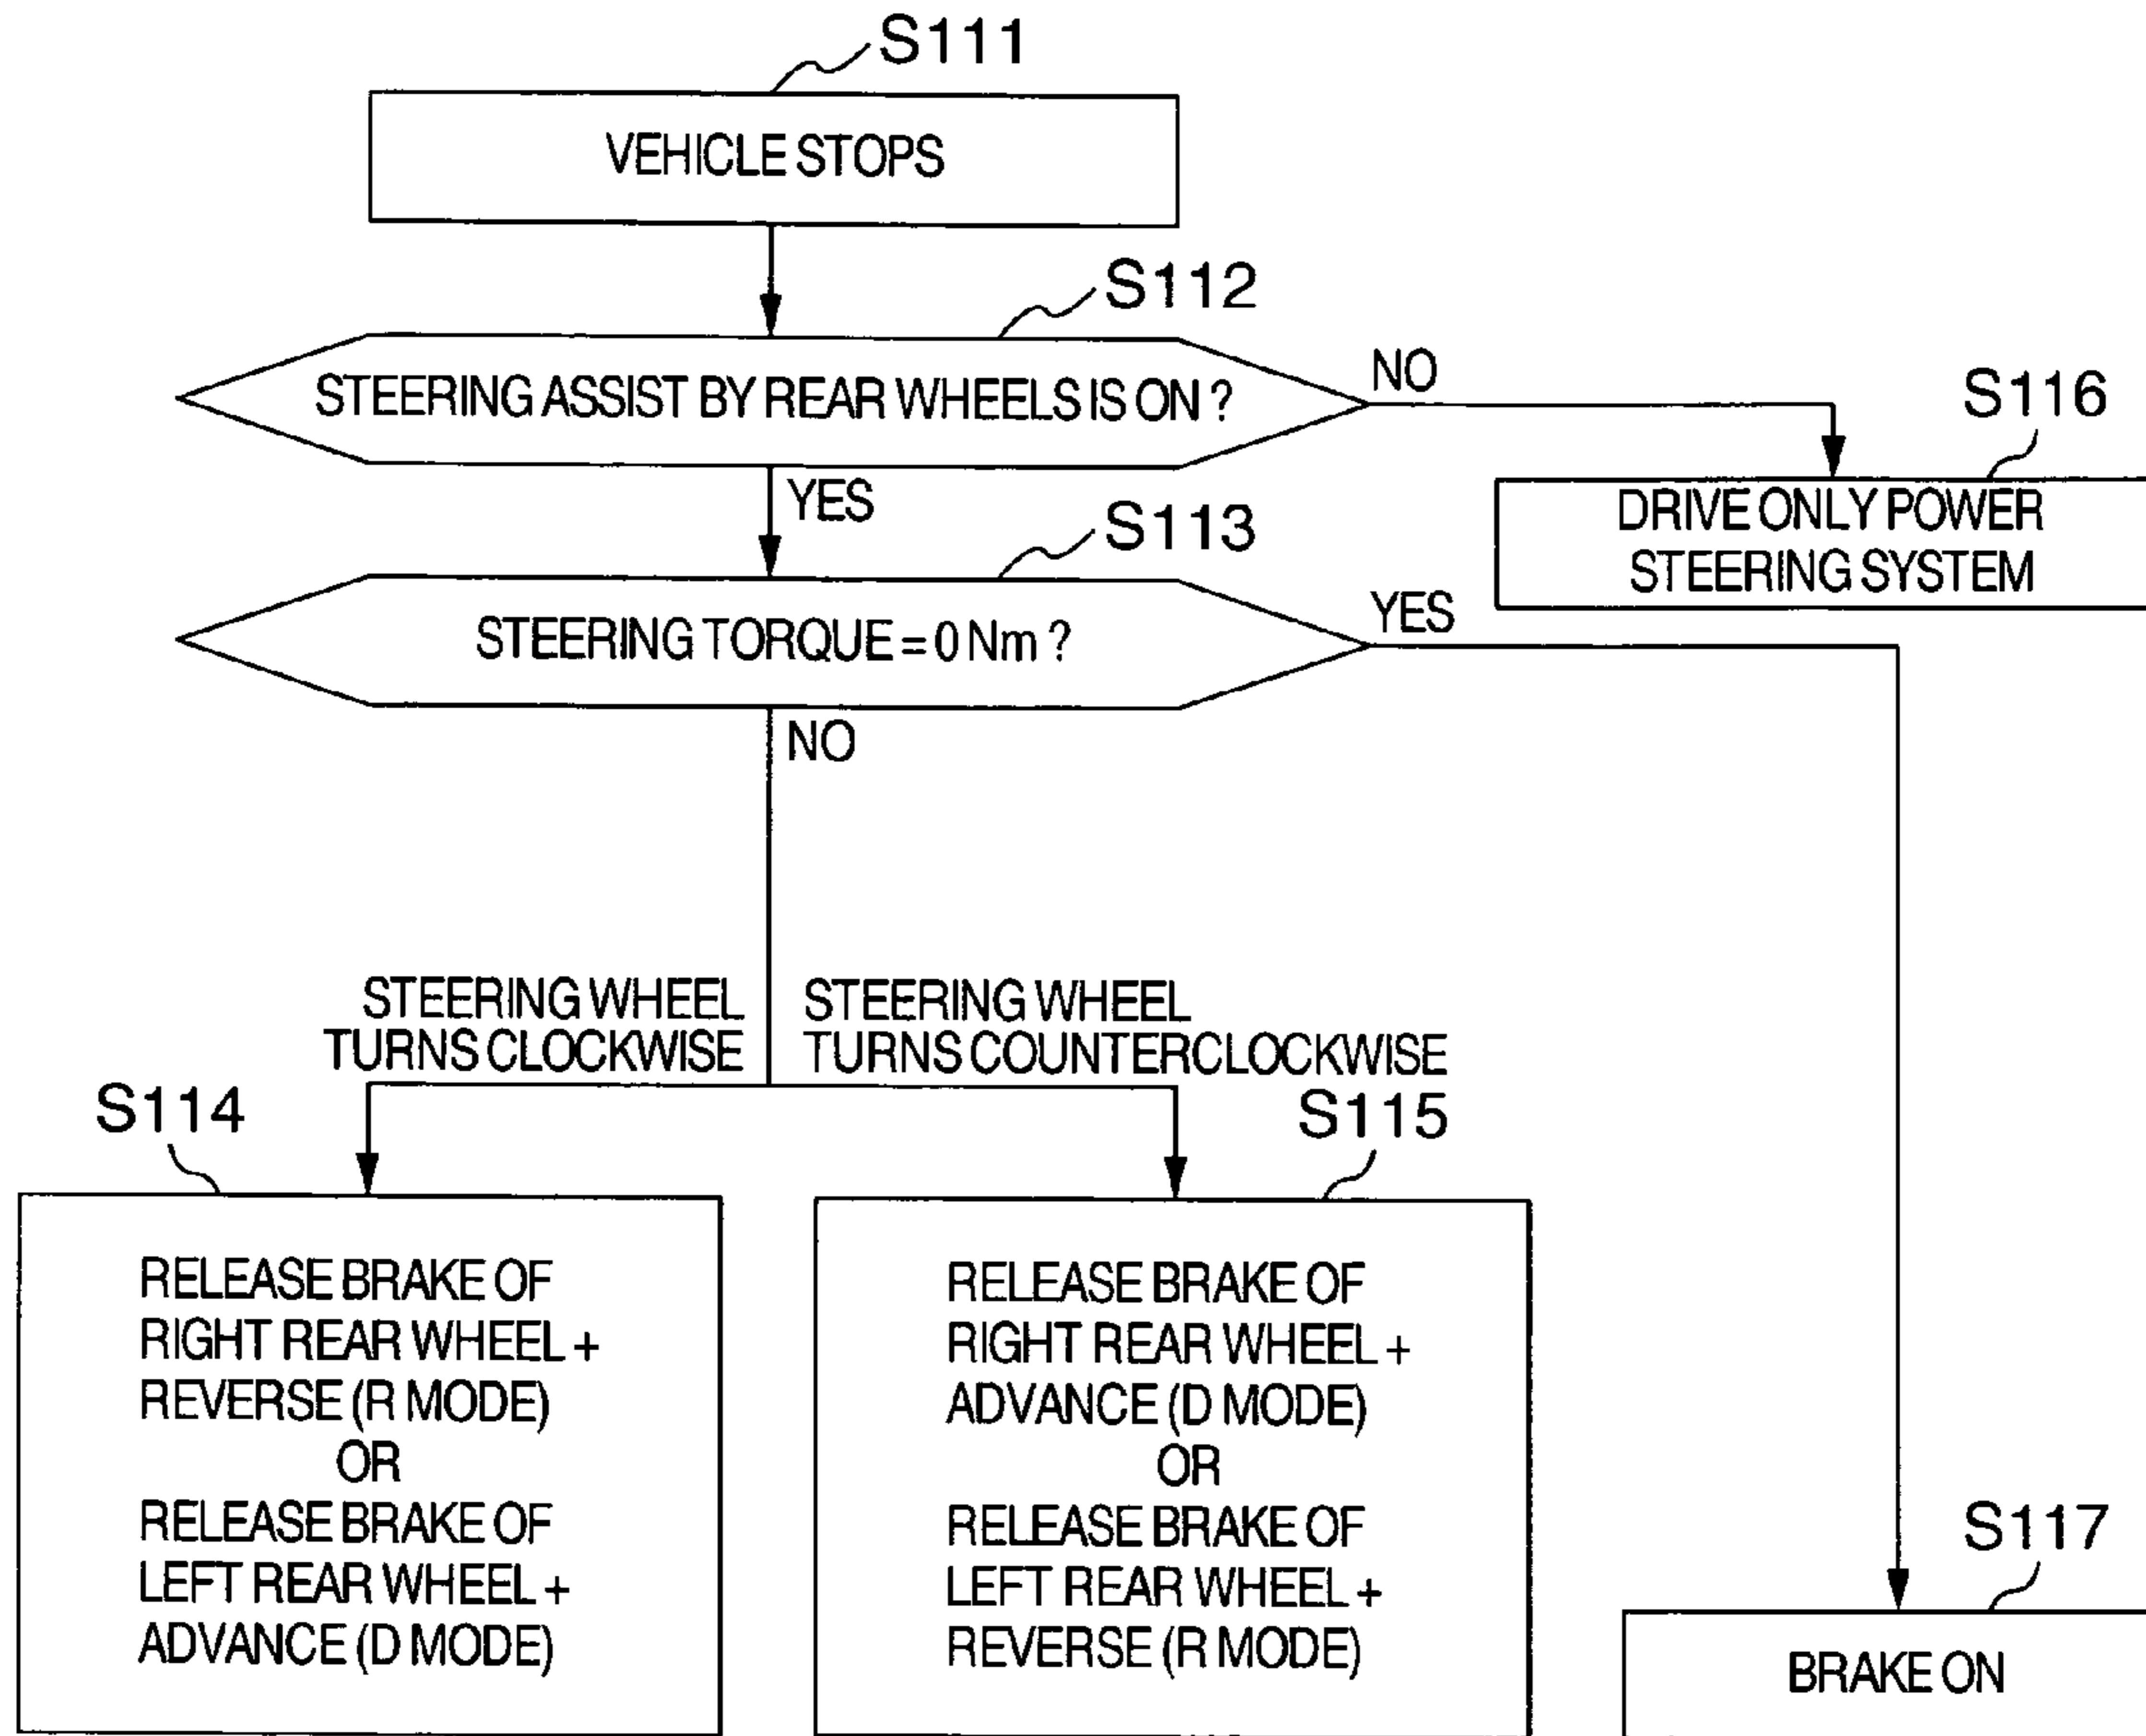 S111
VEHICLE STOPS
S112
STEERING ASSIST BY REAR WHEELS IS ON ?
NO
S116
DRIVE ONLY POWER
STEERING SYSTEM
YES
S113
STEERING TORQUE = 0 Nm ?
YES
NO
STEERING WHEEL
TURNS CLOCKWISE
STEERING WHEEL
TURNS COUNTERCLOCKWISE
S114
RELEASE BRAKE OF
RIGHT REAR WHEEL +
REVERSE (R MODE)
OR
RELEASE BRAKE OF
LEFT REAR WHEEL +
ADVANCE (D MODE)
S115
RELEASE BRAKE OF
RIGHT REAR WHEEL +
ADVANCE (D MODE)
OR
RELEASE BRAKE OF
LEFT REAR WHEEL +
REVERSE (R MODE)
S117
BRAKE ON